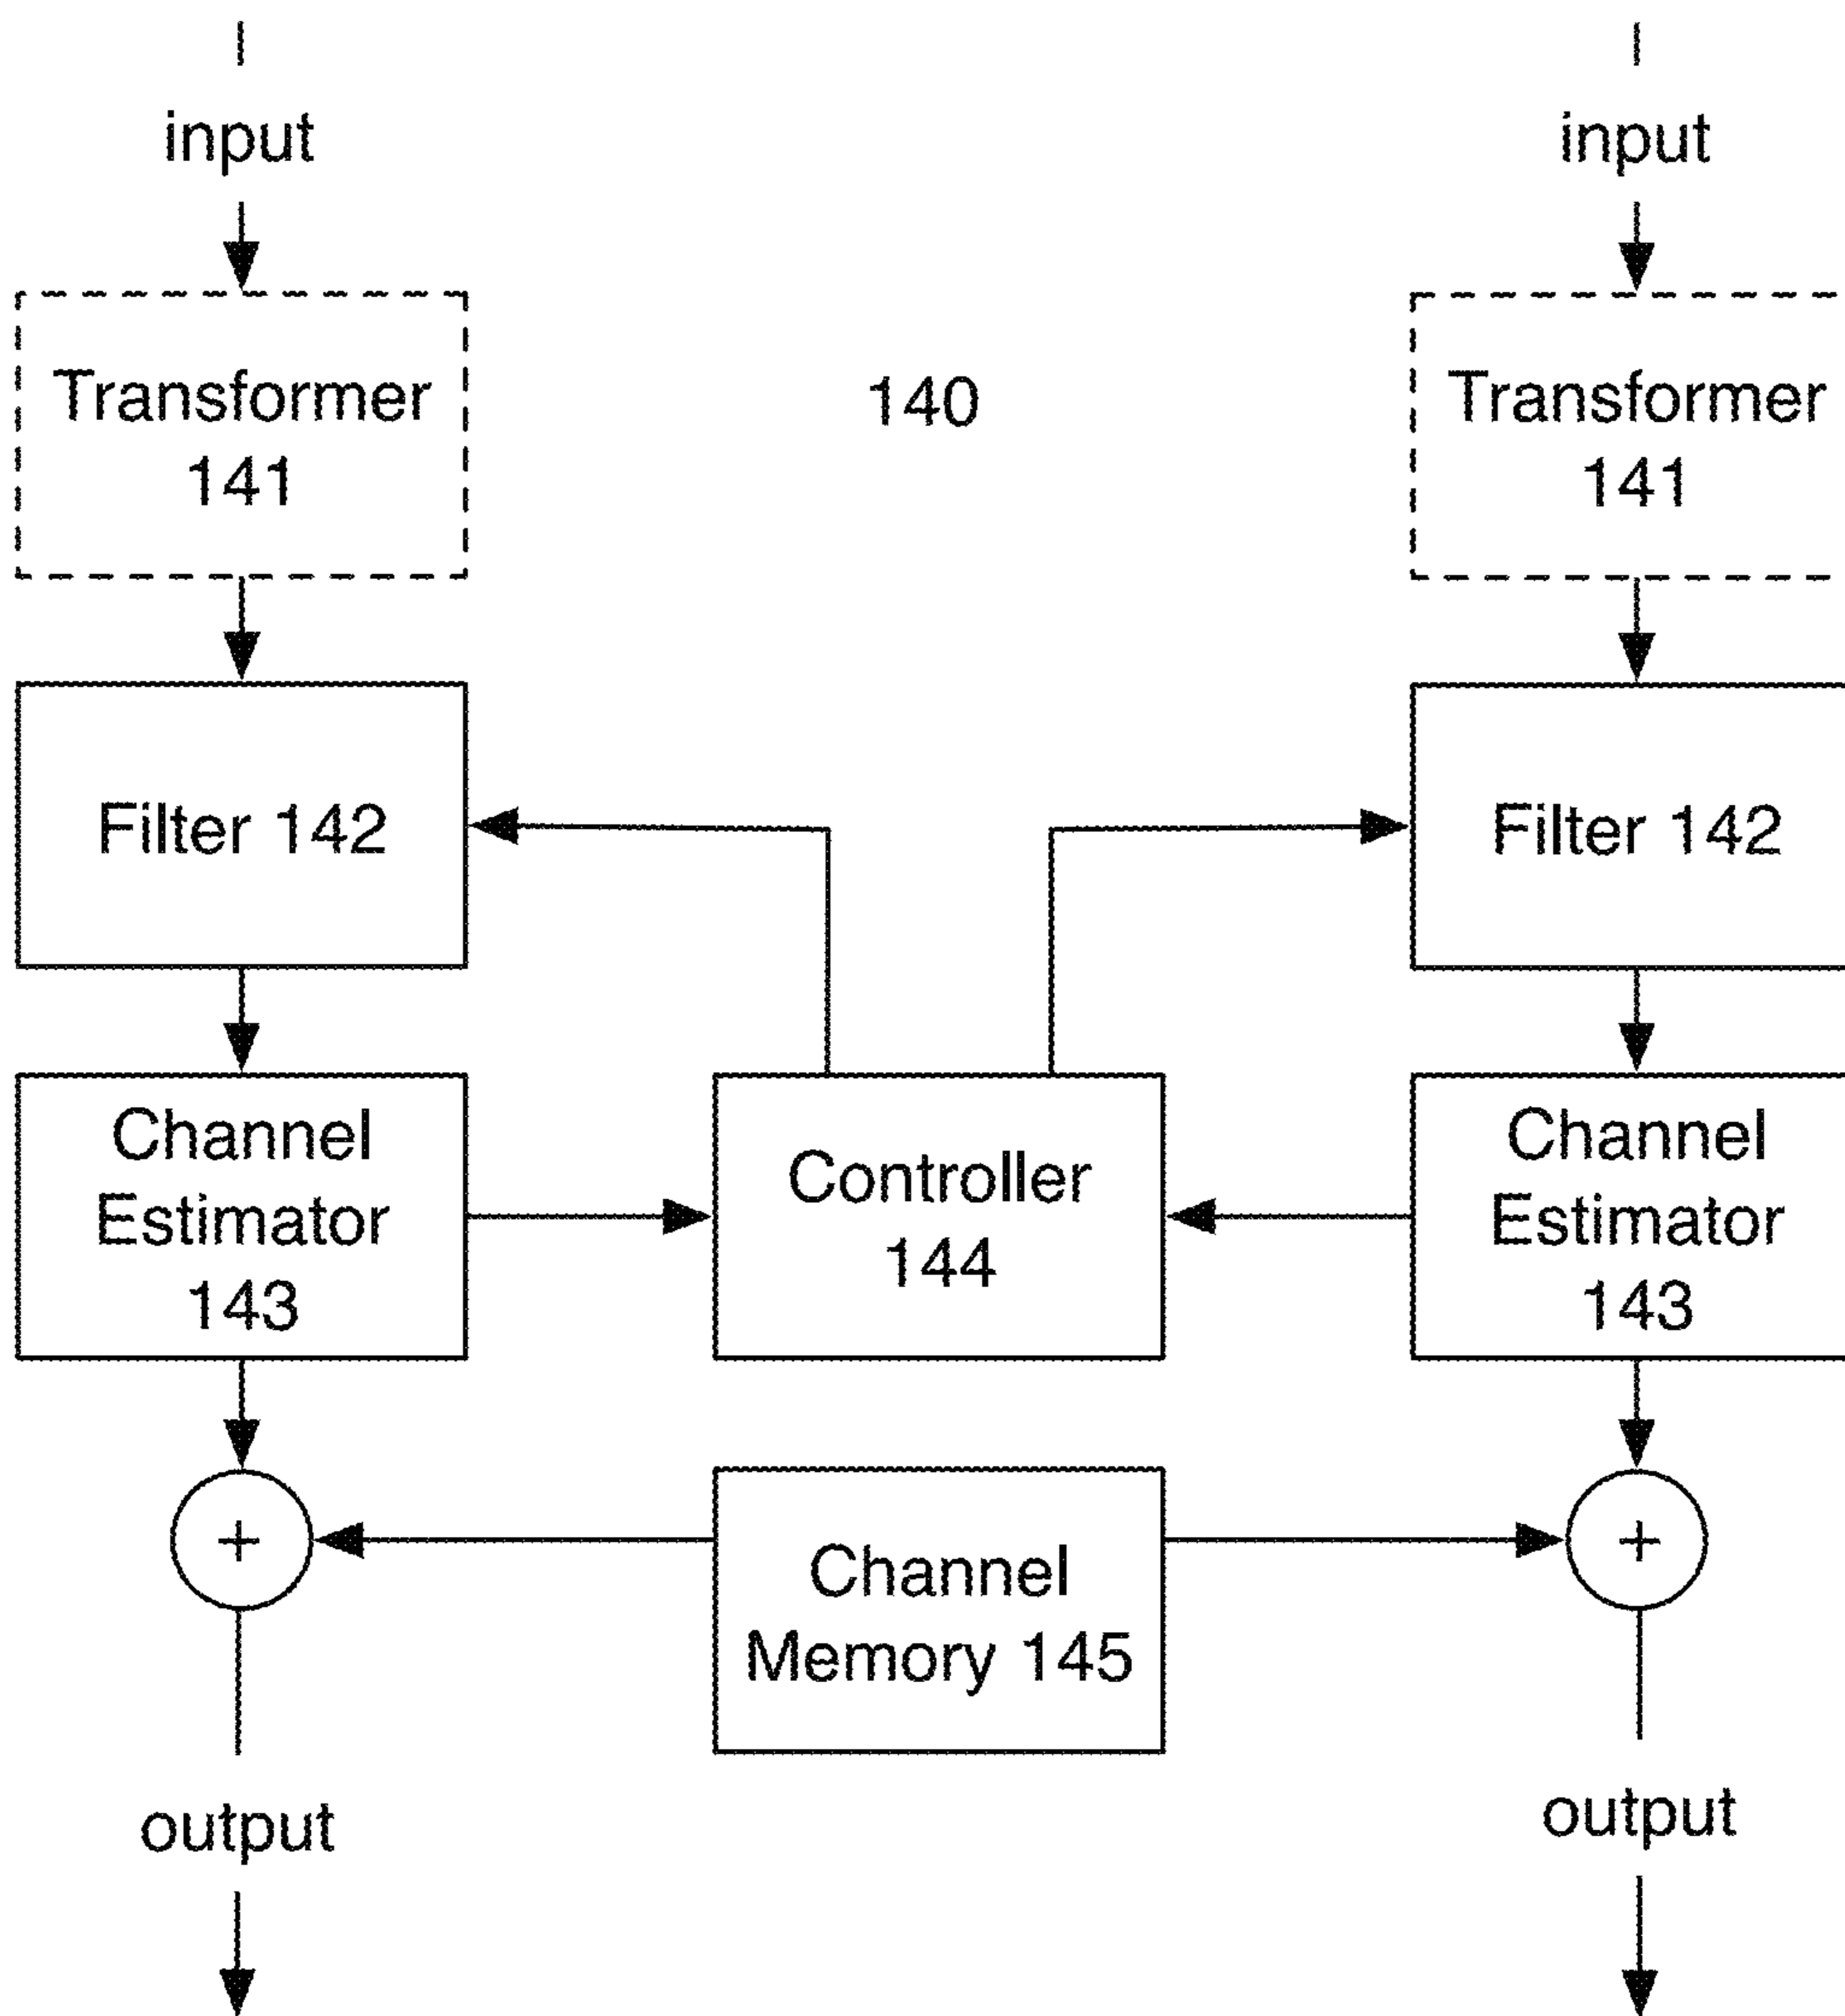 input
input
Transformer
141
140
Transformer
141
Filter 142
Filter 142
Channel
Estimator
143
Controller
144
Channel
Estimator
143
+
Channel
Memory 145
+
output
output